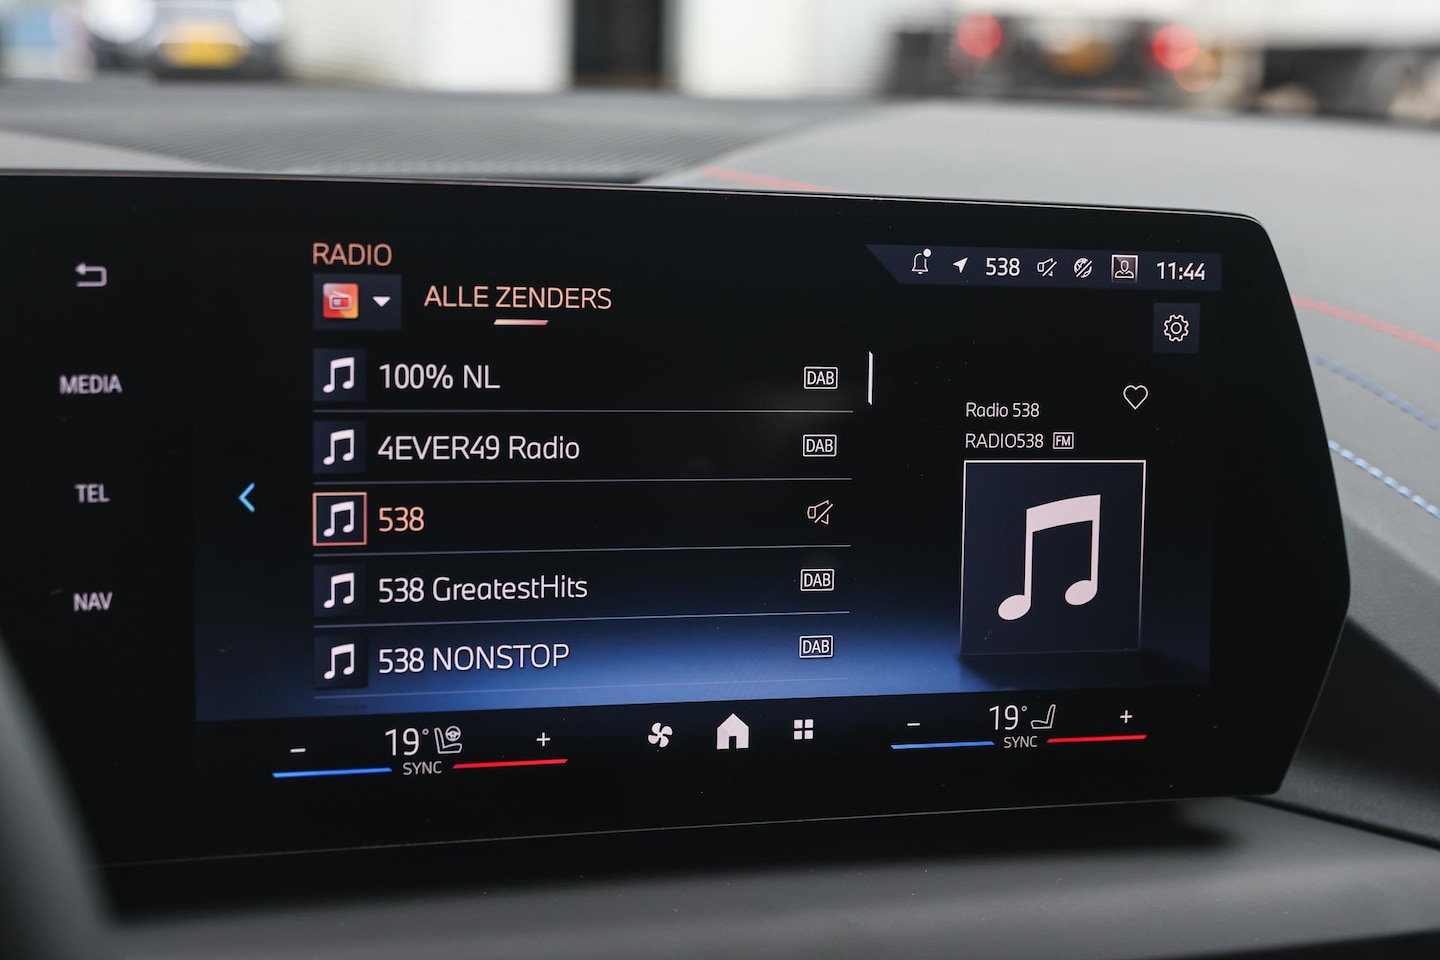 RADIO
538 11:44
ALLE ZENDERS
MEDIA
TEL
NAV
100% NL DAB
4EVER49 Radio DAB
538
538 GreatestHits DAB
538 NONSTOP DAB
Radio 538
RADIO538 FM
- 19° +
SYNC
- 19° +
SYNC